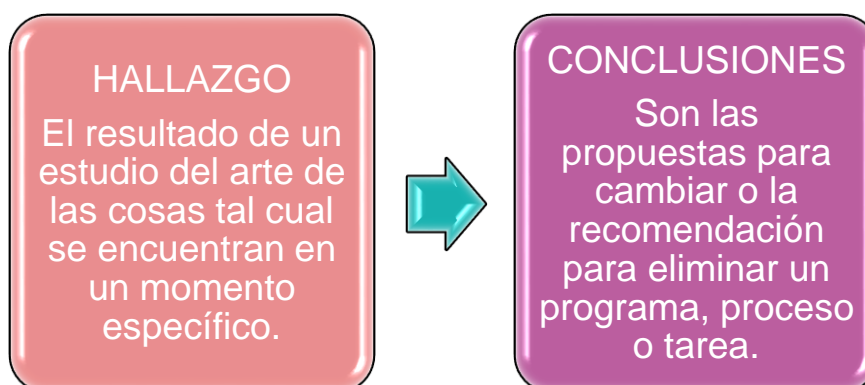 HALLAZGO
El resultado de un
estudio del arte de
las cosas tal cual
se encuentran en
un momento
específico.
CONCLUSIONES
Son las
propuestas para
cambiar o la
recomendación
para eliminar un
programa, proceso
o tarea.